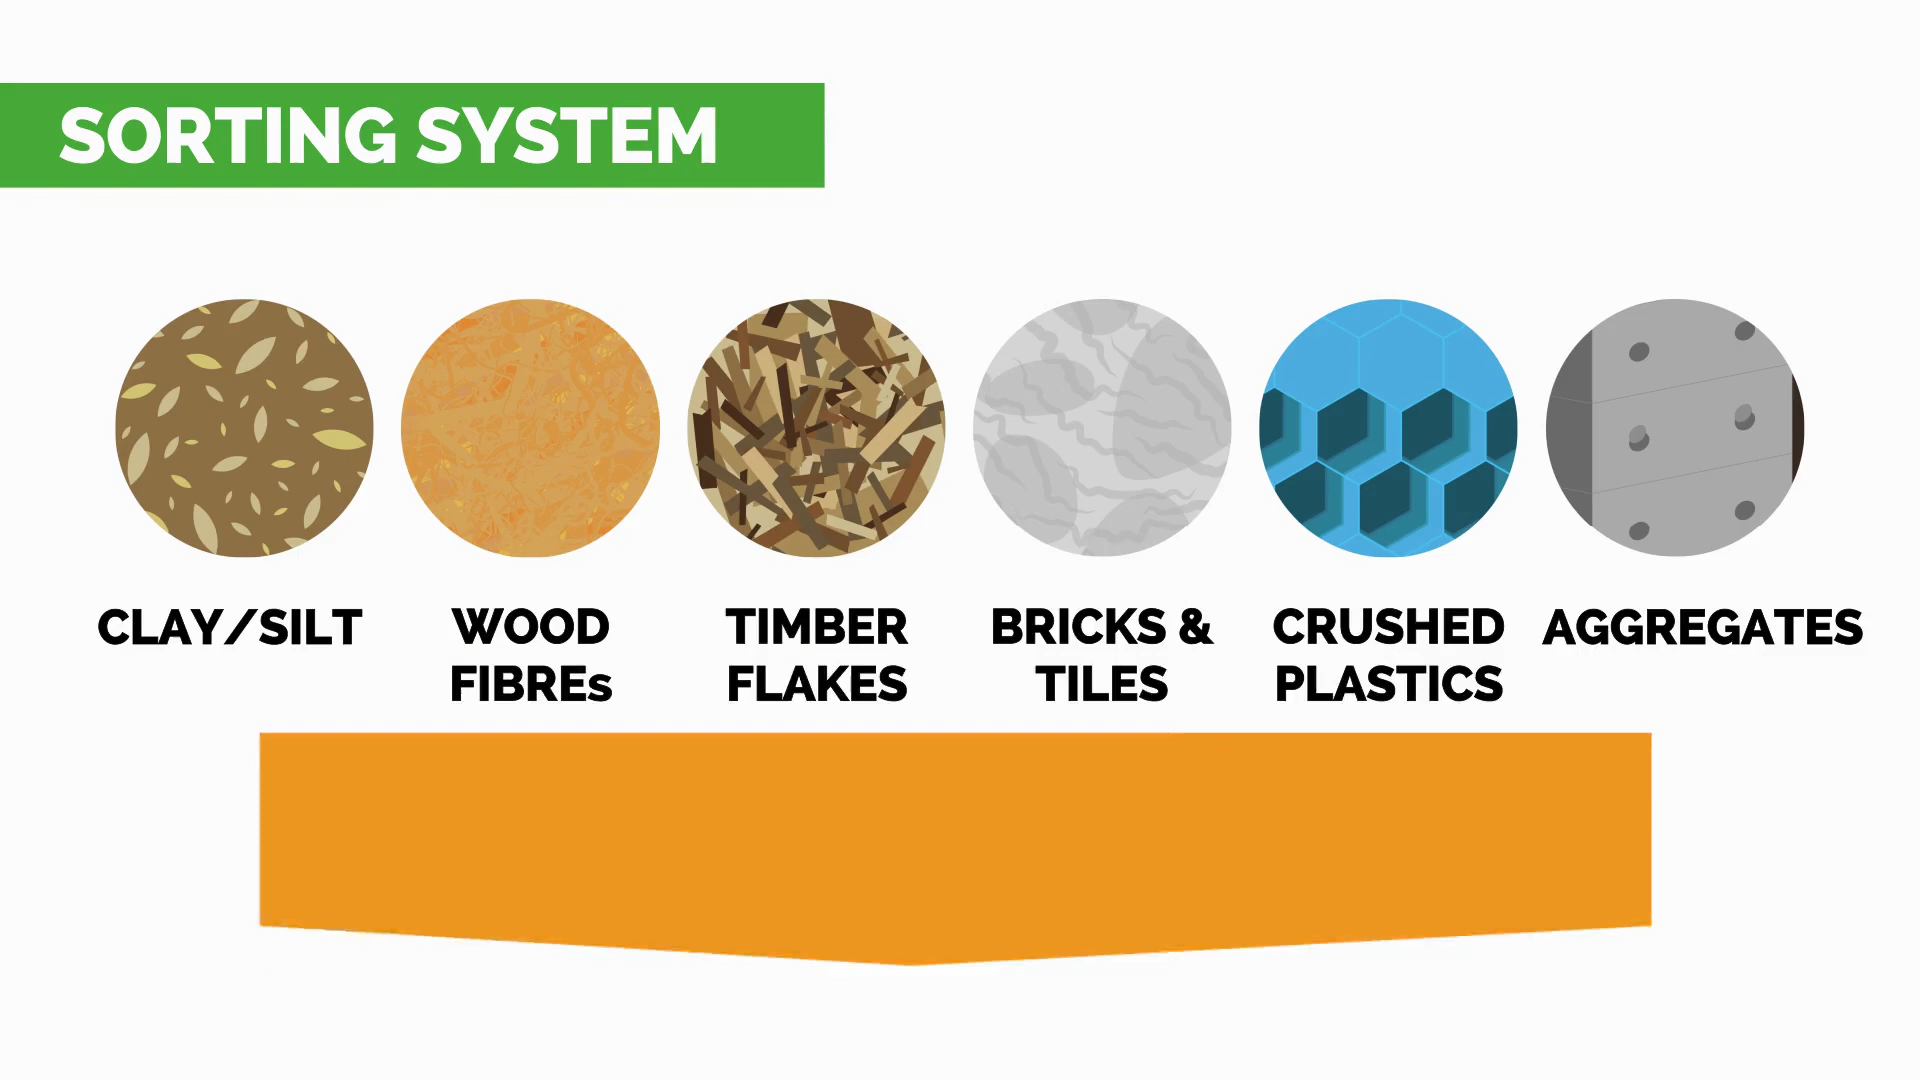 SORTING SYSTEM
CLAY/SILT
WOOD
FIBREs
TIMBER
FLAKES
BRICKS &
TILES
CRUSHED
PLASTICS
AGGREGATES